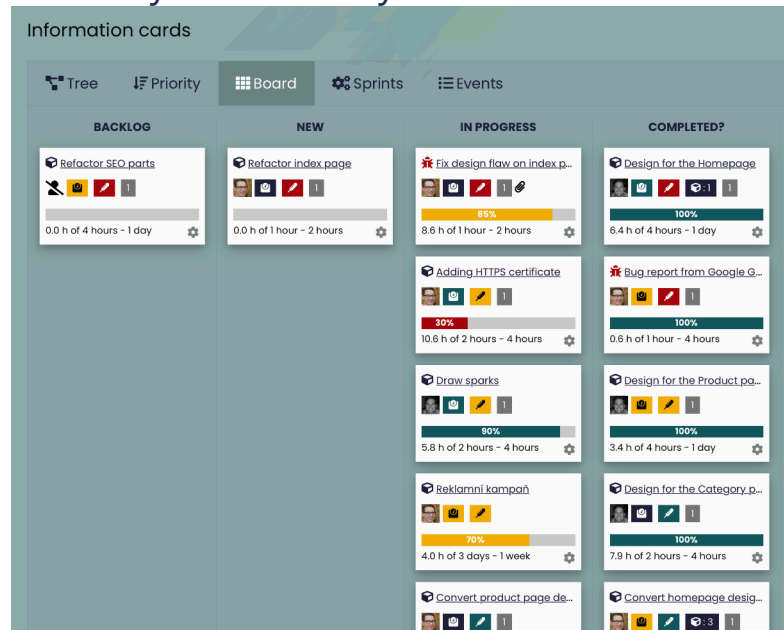 Information cards
Tree Priority Board Sprints Events
BACKLOG
Refactor SEO parts
1
0.0 h of 4 hours - 1 day
NEW
Refactor index page
1
0.0 h of 1 hour - 2 hours
IN PROGRESS
Fix design flaw on index p...
1
85%
8.6 h of 1 hour - 2 hours
Adding HTTPS certificate
1
30%
10.6 h of 2 hours - 4 hours
Draw sparks
1
90%
5.8 h of 2 hours - 4 hours
Reklamní kampaň
70%
4.0 h of 3 days - 1 week
Convert product page de...
1
COMPLETED?
Design for the Homepage
:1 1
100%
6.4 h of 4 hours - 1 day
Bug report from Google G...
1
100%
0.6 h of 1 hour - 4 hours
Design for the Product pa...
1
100%
3.4 h of 4 hours - 1 day
Design for the Category p...
1
100%
7.9 h of 2 hours - 4 hours
Convert homepage desig...
:3 1